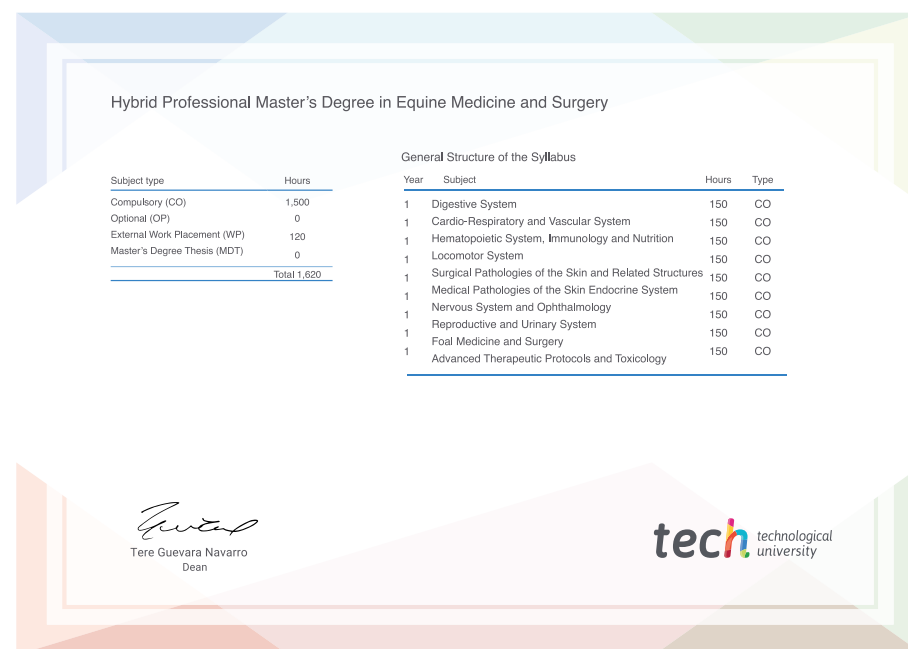 Hybrid Professional Master's Degree in Equine Medicine and Surgery
Subject type Hours
Compulsory (CO) 1,500
Optional (OP) 0
External Work Placement (WP) 120
Master's Degree Thesis (MDT) 0
Total 1,620
General Structure of the Syllabus
Year Subject Hours Type
1 Digestive System 150 CO
1 Cardio-Respiratory and Vascular System 150 CO
1 Hematopoietic System, Immunology and Nutrition 150 CO
1 Locomotor System 150 CO
1 Surgical Pathologies of the Skin and Related Structures 150 CO
1 Medical Pathologies of the Skin Endocrine System 150 CO
1 Nervous System and Ophthalmology 150 CO
1 Reproductive and Urinary System 150 CO
1 Foal Medicine and Surgery 150 CO
Advanced Therapeutic Protocols and Toxicology
Tere Guevara Navarro
Dean
tech technological
university